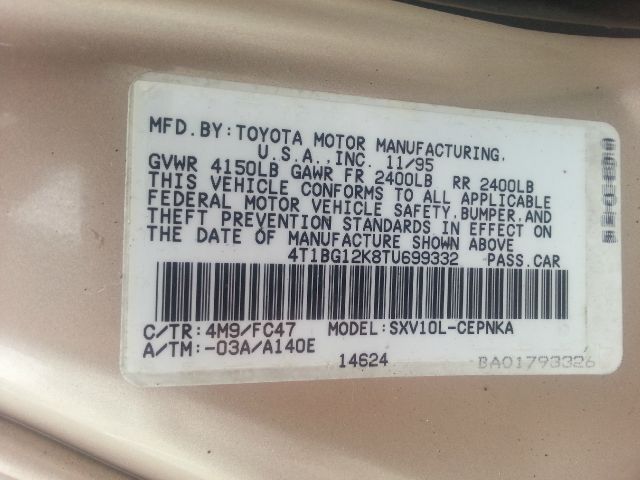 MFD. BY: TOYOTA MOTOR MANUFACTURING,
U.S.A., INC. 11/95
GVWR 4150LB GAWR FR 2400LB RR 2400LB
THIS VEHICLE CONFORMS TO ALL APPLICABLE
FEDERAL MOTOR VEHICLE SAFETY, BUMPER, AND
THEFT PREVENTION STANDARDS IN EFFECT ON
THE DATE OF MANUFACTURE SHOWN ABOVE
4T1BG12K8TU699332 PASS. CAR
C/TR: 4M9/FC47 MODEL: SXV10L-CEPNKA
A/TM: -03A/A140E
14624 BA01793326